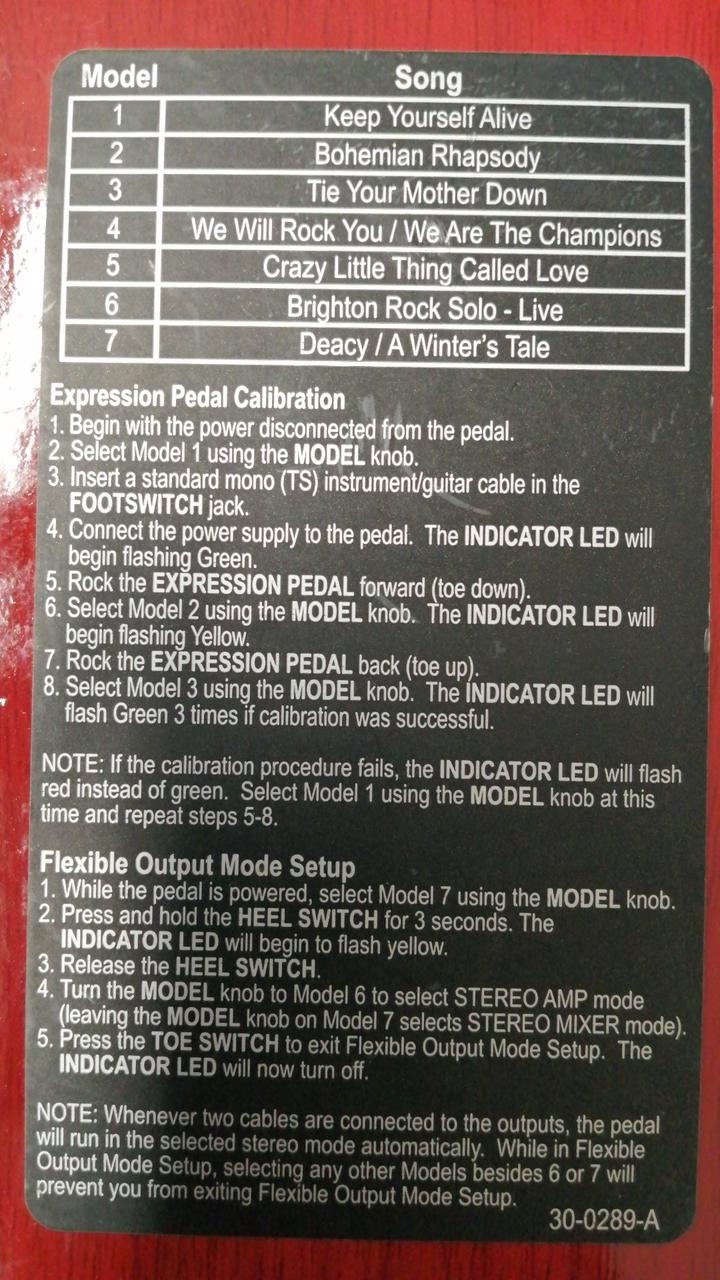 Model Song
1 Keep Yourself Alive
2 Bohemian Rhapsody
3 Tie Your Mother Down
4 We Will Rock You / We Are The Champions
5 Crazy Little Thing Called Love
6 Brighton Rock Solo - Live
7 Deacy / A Winter's Tale
Expression Pedal Calibration
1. Begin with the power disconnected from the pedal.
2. Select Model 1 using the MODEL knob.
3. Insert a standard mono (TS) instrument/guitar cable in the
FOOTSWITCH jack.
4. Connect the power supply to the pedal. The INDICATOR LED will
begin flashing Green.
5. Rock the EXPRESSION PEDAL forward (toe down).
6. Select Model 2 using the MODEL knob. The INDICATOR LED will
begin flashing Yellow.
7. Rock the EXPRESSION PEDAL back (toe up).
8. Select Model 3 using the MODEL knob. The INDICATOR LED will
flash Green 3 times if calibration was successful.
NOTE: If the calibration procedure fails, the INDICATOR LED will flash
red instead of green. Select Model 1 using the MODEL knob at this
time and repeat steps 5-8.
Flexible Output Mode Setup
1. While the pedal is powered, select Model 7 using the MODEL knob.
2. Press and hold the HEEL SWITCH for 3 seconds. The
INDICATOR LED will begin to flash yellow.
3. Release the HEEL SWITCH.
4. Turn the MODEL knob to Model 6 to select STEREO AMP mode
(leaving the MODEL knob on Model 7 selects STEREO MIXER mode).
5. Press the TOE SWITCH to exit Flexible Output Mode Setup. The
INDICATOR LED will now turn off.
NOTE: Whenever two cables are connected to the outputs, the pedal
will run in the selected stereo mode automatically. While in Flexible
Output Mode Setup, selecting any other Models besides 6 or 7 will
prevent you from exiting Flexible Output Mode Setup.
30-0289-A